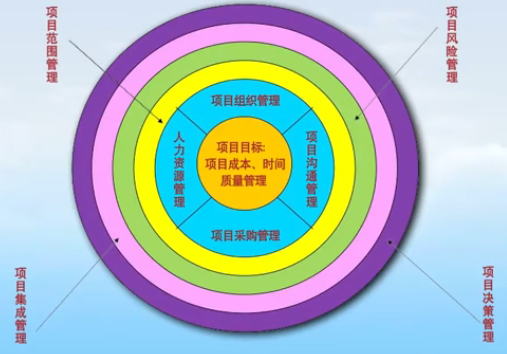 项目范围管理
项目风险管理
项目组织管理
人力资源管理
项目目标:
项目成本、时间
质量管理
项目沟通管理
项目采购管理
项目集成管理
项目决策管理